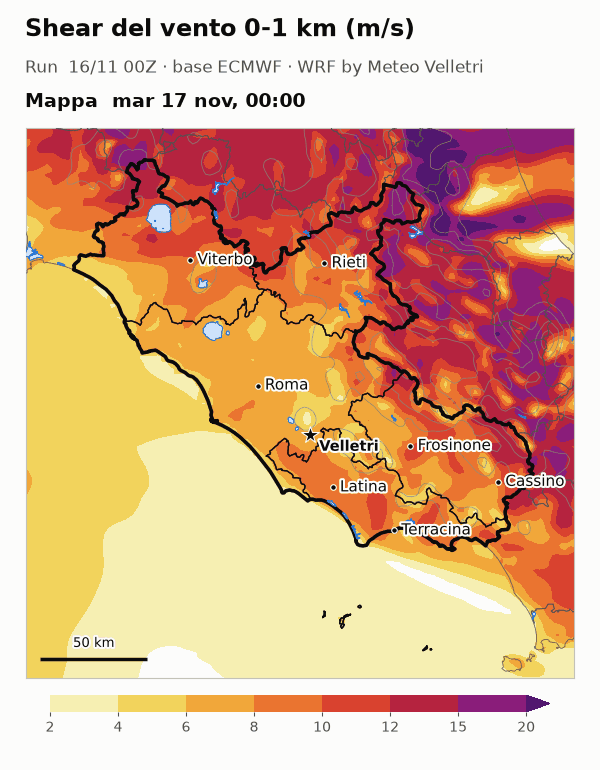 Shear del vento 0-1 km (m/s)
Run  16/11 00Z · base ECMWF · WRF by Meteo Velletri
Mappa  mar 17 nov, 00:00
Viterbo
Rieti
Roma
Velletri
Frosinone
Latina
Cassino
Terracina
50 km
2 4 6 8 10 12 15 20